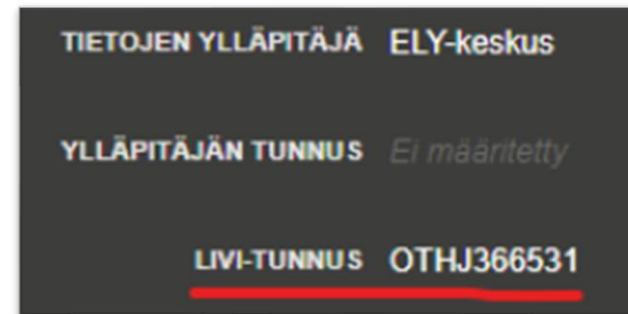 TIETOJEN YLLÄPITÄJÄ ELY-keskus
YLLÄPITÄJÄN TUNNUS Ei määritetty
LIVI-TUNNUS OTHJ366531